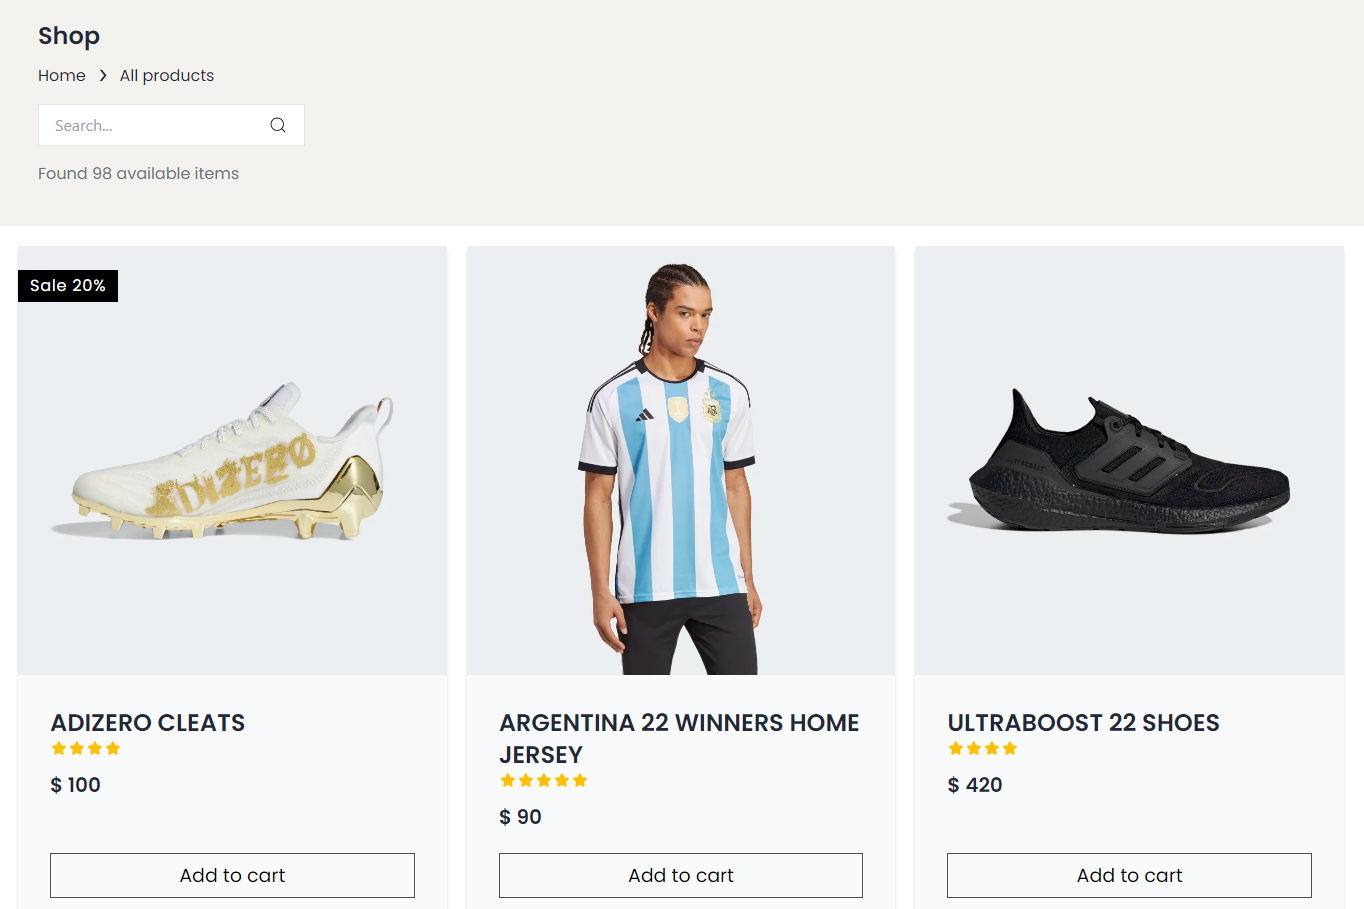 Shop
Home > All products
Search...
Found 98 available items
Sale 20%
ADIZERO
ADIZERO CLEATS
$ 100
Add to cart
ARGENTINA 22 WINNERS HOME
JERSEY
$ 90
Add to cart
ULTRABOOST 22 SHOES
$ 420
Add to cart